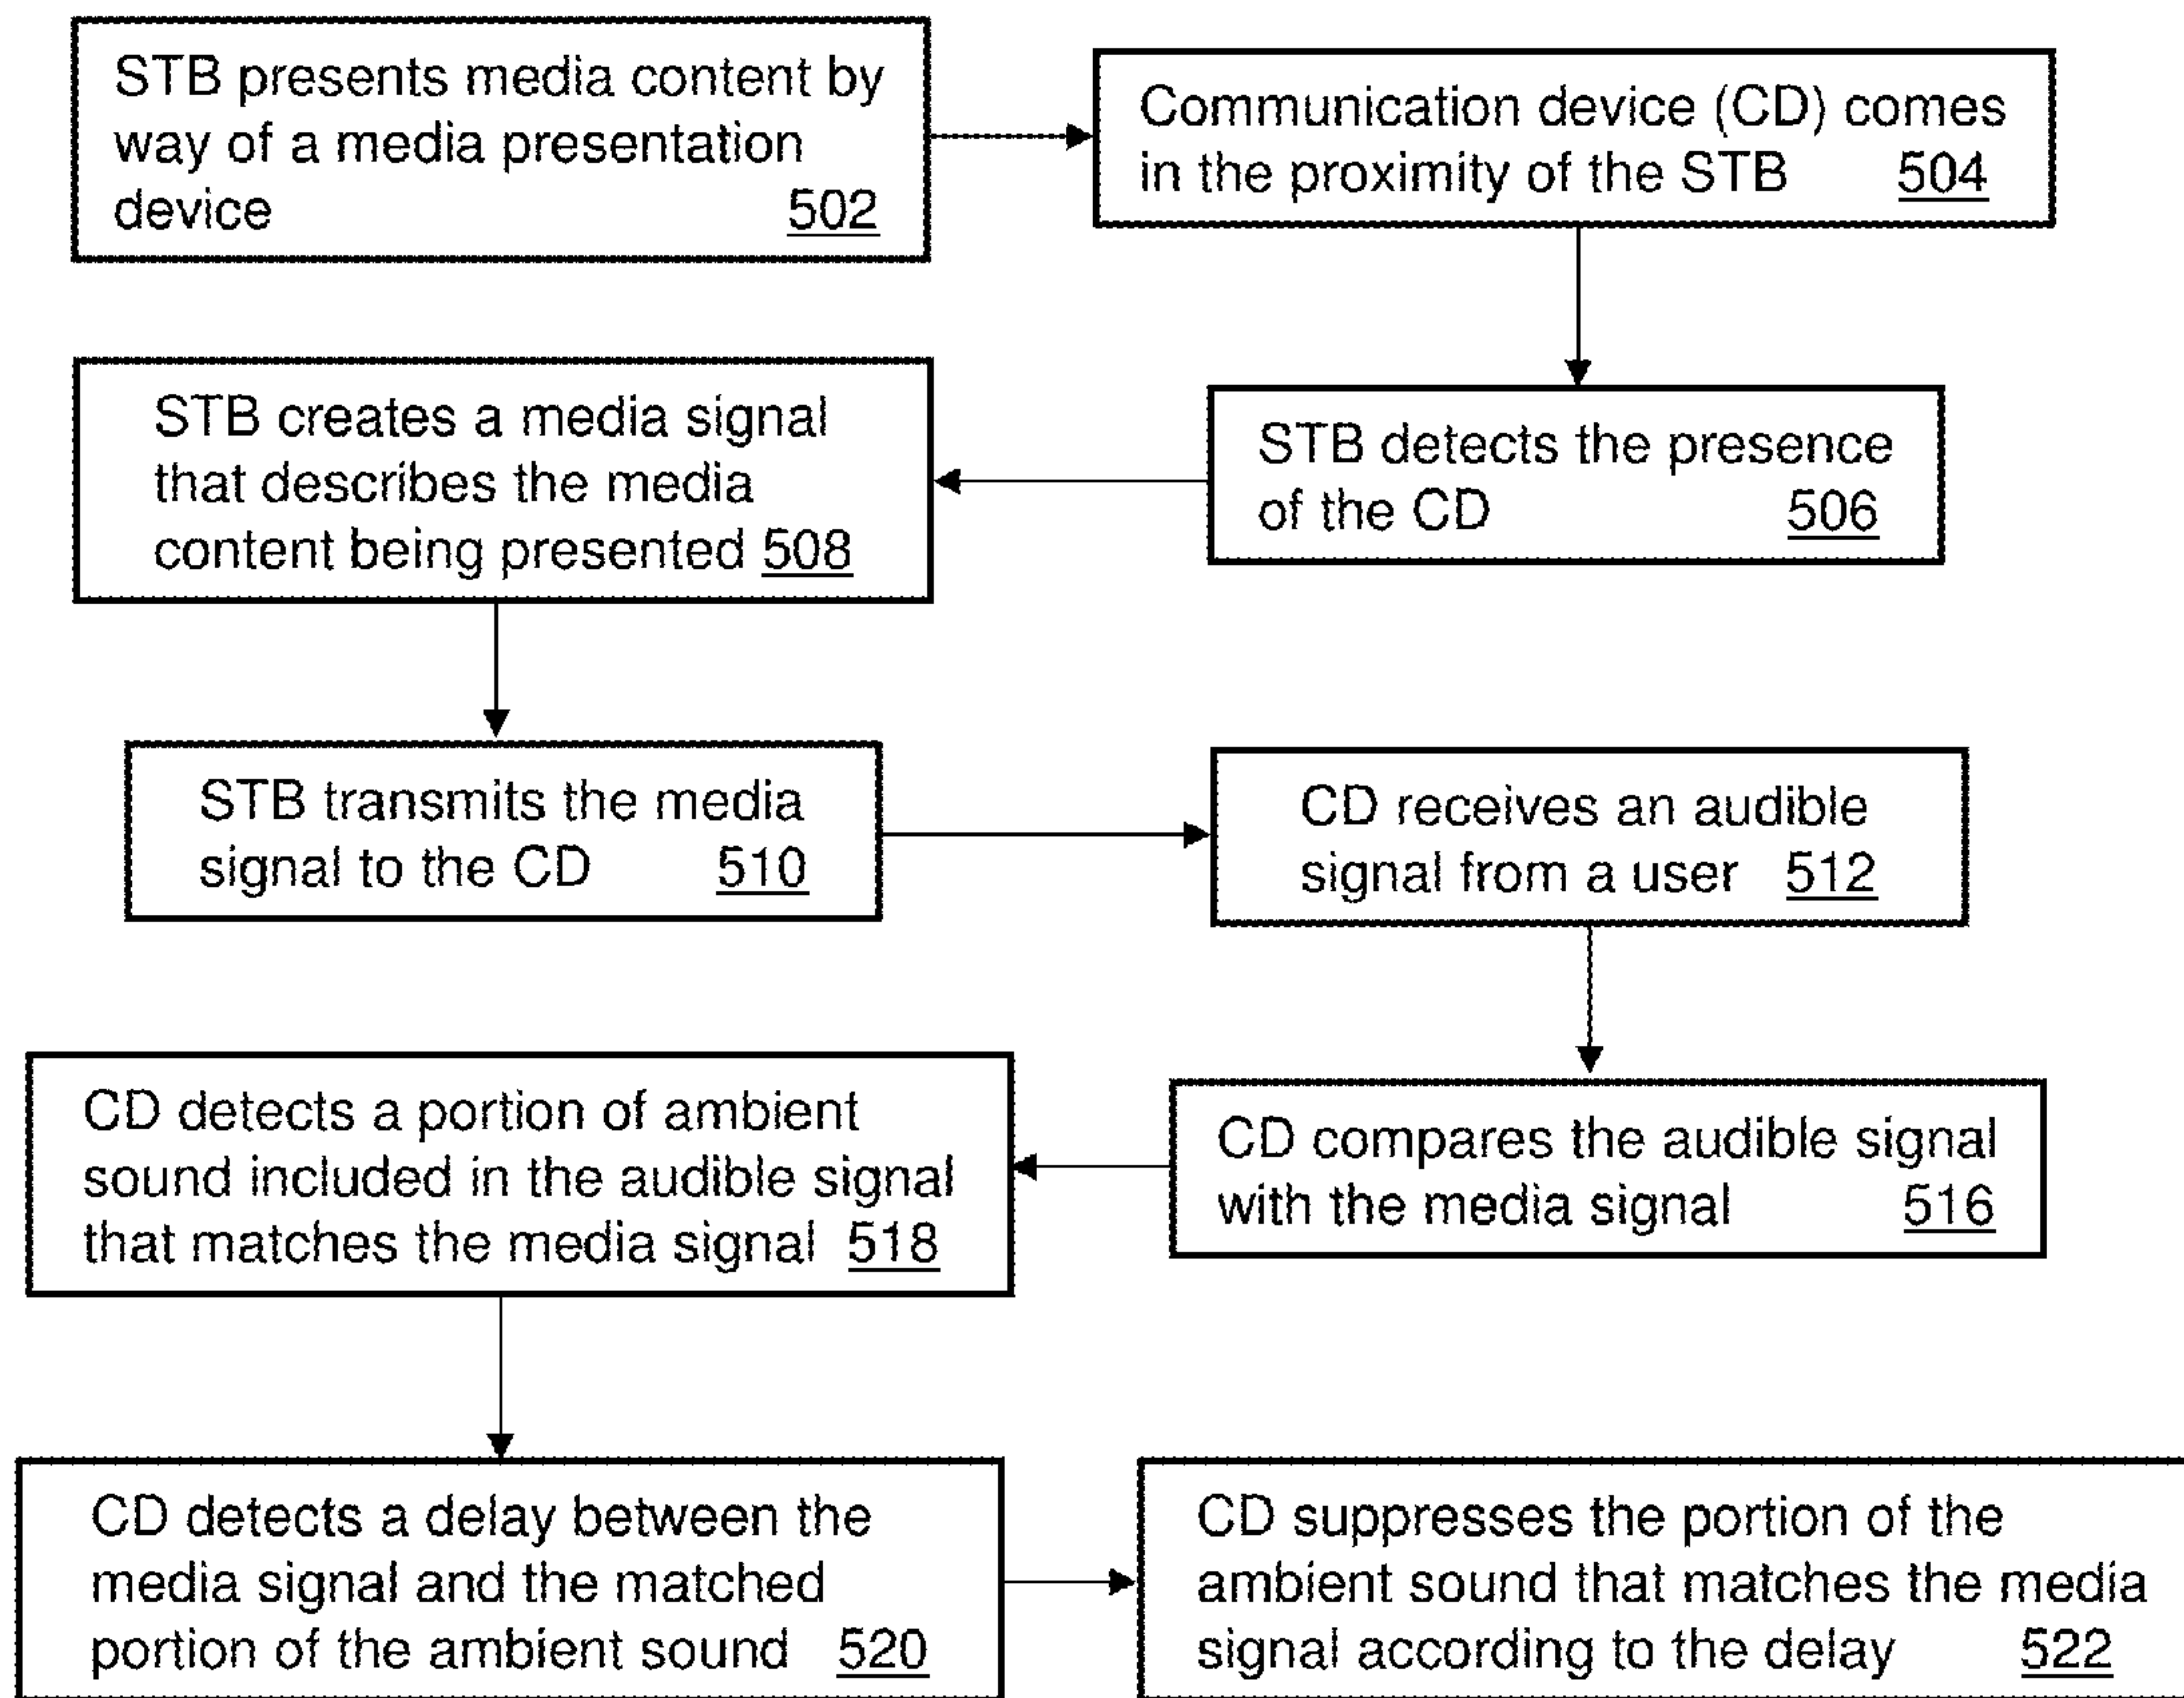 STB presents media content by
way of a media presentation
device 502
Communication device (CD) comes
in the proximity of the STB 504
STB detects the presence
of the CD 506
STB creates a media signal
that describes the media
content being presented 508
STB transmits the media
signal to the CD 510
CD receives an audible
signal from a user 512
CD compares the audible signal
with the media signal 516
CD detects a portion of ambient
sound included in the audible signal
that matches the media signal 518
CD detects a delay between the
media signal and the matched
portion of the ambient sound 520
CD suppresses the portion of the
ambient sound that matches the media
signal according to the delay 522